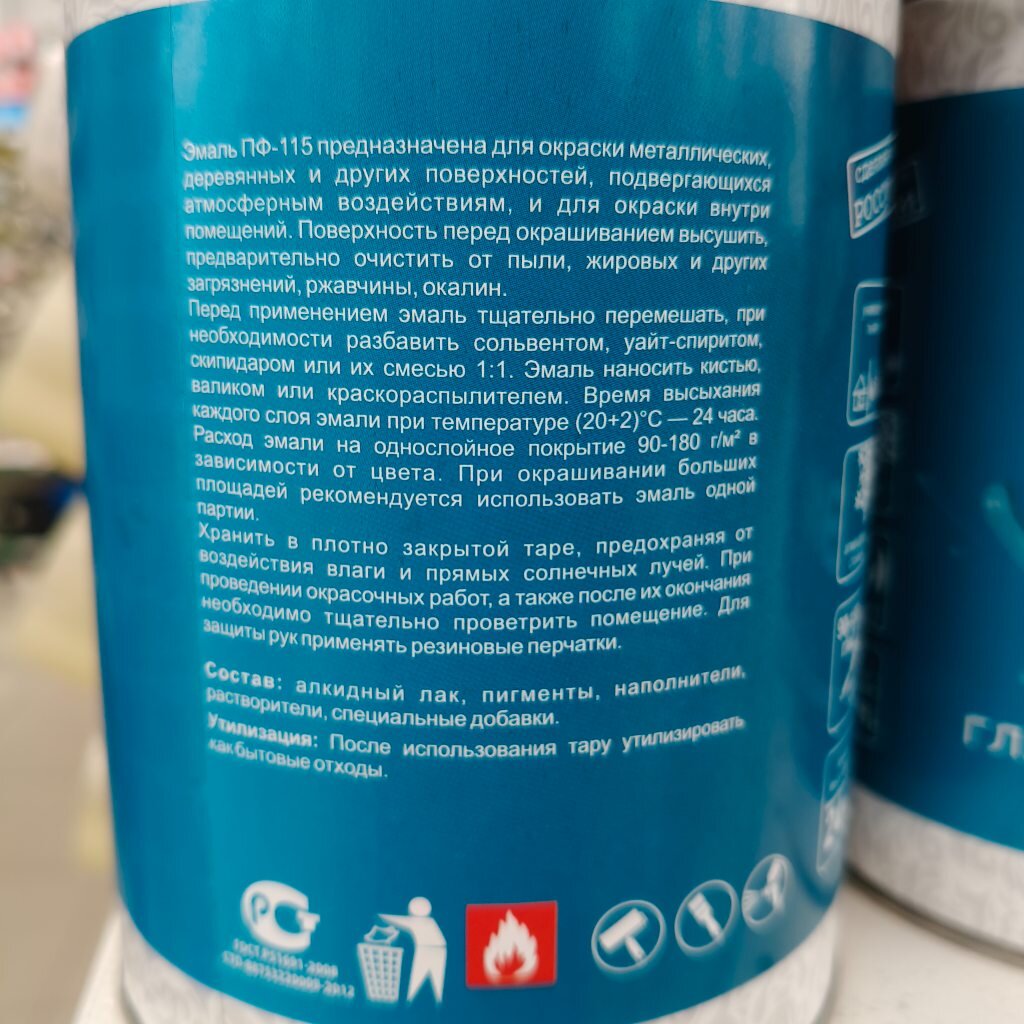 Эмаль ПФ-115 предназначена для окраски металлических,
деревянных и других поверхностей, подвергающихся
атмосферным воздействиям, и для окраски внутри
помещений. Поверхность перед окрашиванием высушить,
предварительно очистить от пыли, жировых и других
загрязнений, ржавчины, окалин.
Перед применением эмаль тщательно перемешать, при
необходимости разбавить сольвентом, уайт-спиритом,
скипидаром или их смесью 1:1. Эмаль наносить кистью,
валиком или краскораспылителем. Время высыхания
каждого слоя эмали при температуре (20+2)°С — 24 часа.
Расход эмали на однослойное покрытие 90-180 г/м² в
зависимости от цвета. При окрашивании больших
площадей рекомендуется использовать эмаль одной
партии.
Хранить в плотно закрытой таре, предохраняя от
воздействия влаги и прямых солнечных лучей. При
проведении окрасочных работ, а также после их окончания
необходимо тщательно проветрить помещение. Для
защиты рук применять резиновые перчатки.
Состав: алкидный лак, пигменты, наполнители,
растворители, специальные добавки.
Утилизация: После использования тару утилизировать
как бытовые отходы.
РСТ
ГОСТ Р51691-2008